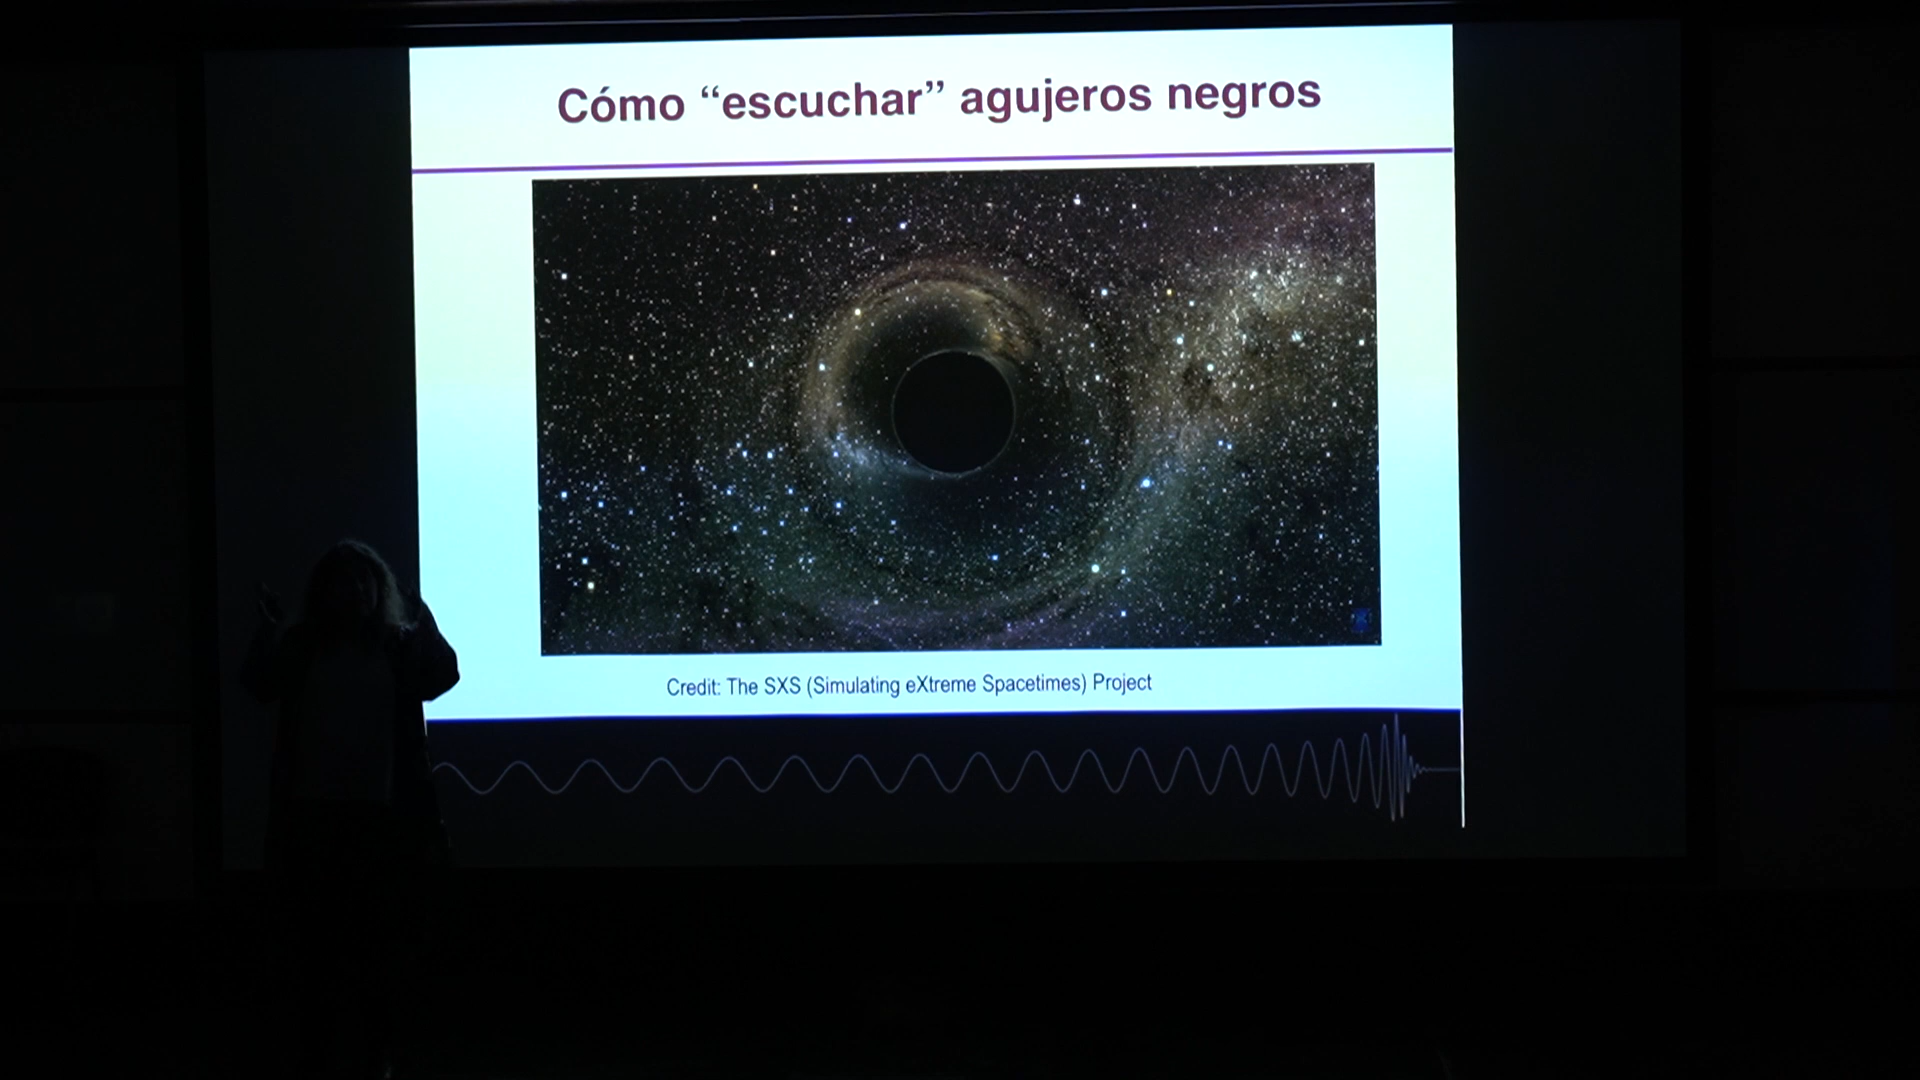 Cómo “escuchar” agujeros negros
Credit: The SXS (Simulating eXtreme Spacetimes) Project